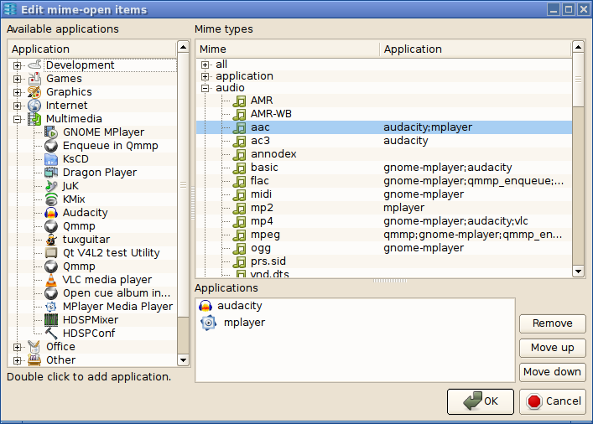 Edit mime-open items
Available applications
Application
Development
Games
Graphics
Internet
Multimedia
GNOME MPlayer
Enqueue in Qmmp
KsCD
Dragon Player
JuK
KMix
Audacity
Qmmp
tuxguitar
Qt V4L2 test Utility
Qmmp
VLC media player
Open cue album in...
MPlayer Media Player
HDSPMixer
HDSPConf
Office
Other
Double click to add application.
Mime types
Mime Application
all
application
audio
AMR
AMR-WB
aac audacity;mplayer
ac3 audacity
annodex
basic gnome-mplayer;audacity
flac gnome-mplayer;qmmp_enqueue;...
midi gnome-mplayer
mp2 mplayer
mp4 gnome-mplayer;audacity;vlc
mpeg qmmp;gnome-mplayer;qmmp_en...
ogg gnome-mplayer
prs.sid
vnd.dts
Applications
audacity
mplayer
Remove
Move up
Move down
OK
Cancel